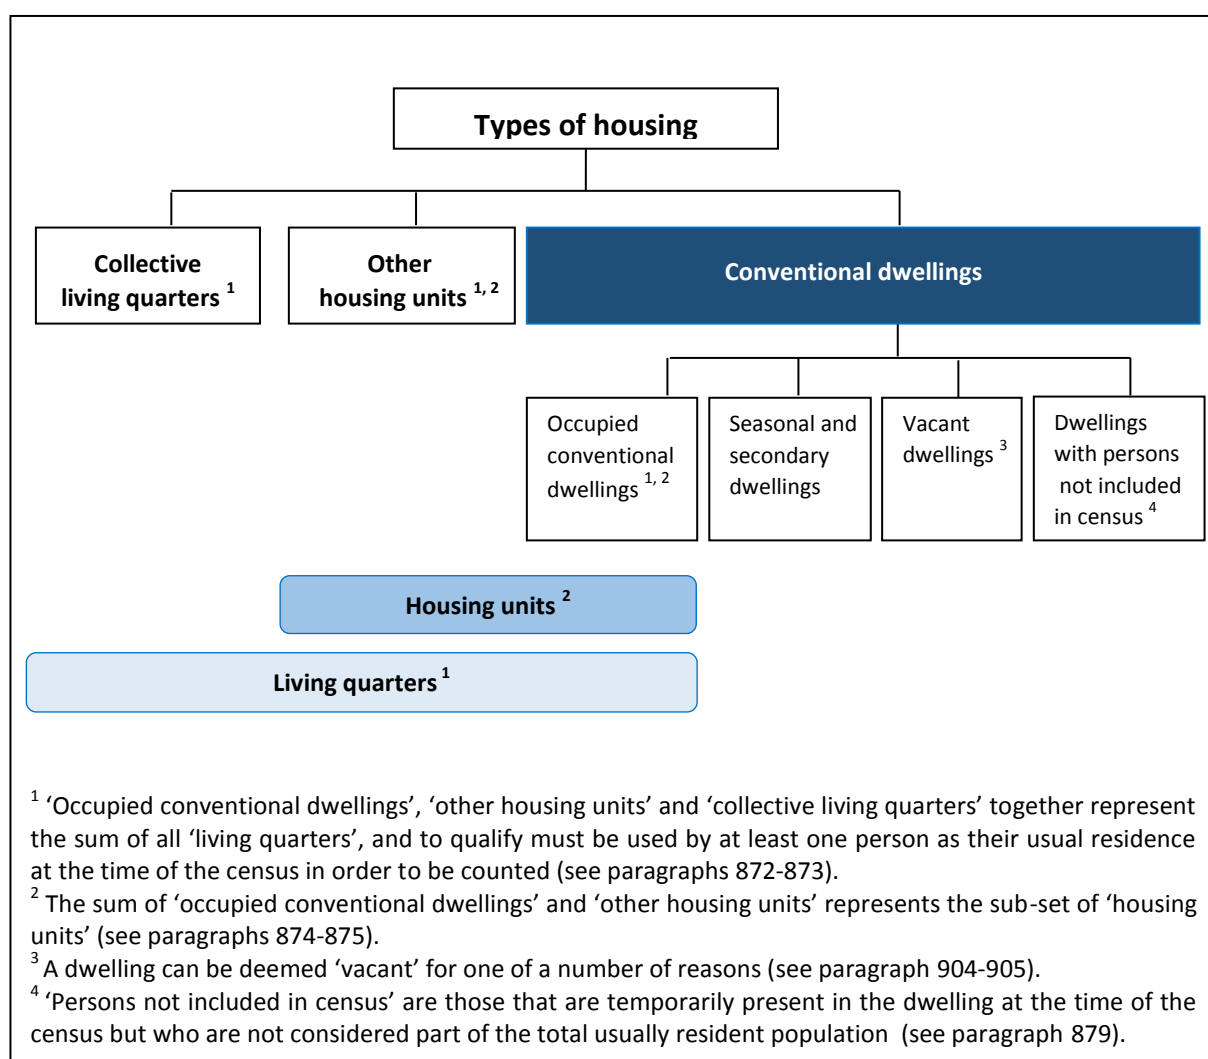 Types of housing
Collective
living quarters 1
Other
housing units 1, 2
Conventional dwellings
Occupied
conventional
dwellings 1, 2
Seasonal and
secondary
dwellings
Vacant
dwellings 3
Dwellings
with persons
not included
in census 4
Housing units 2
Living quarters 1
1 ‘Occupied conventional dwellings’, ‘other housing units’ and ‘collective living quarters’ together represent
the sum of all ‘living quarters’, and to qualify must be used by at least one person as their usual residence
at the time of the census in order to be counted (see paragraphs 872-873).
2 The sum of ‘occupied conventional dwellings’ and ‘other housing units’ represents the sub-set of ‘housing
units’ (see paragraphs 874-875).
3 A dwelling can be deemed ‘vacant’ for one of a number of reasons (see paragraph 904-905).
4 ‘Persons not included in census’ are those that are temporarily present in the dwelling at the time of the
census but who are not considered part of the total usually resident population (see paragraph 879).